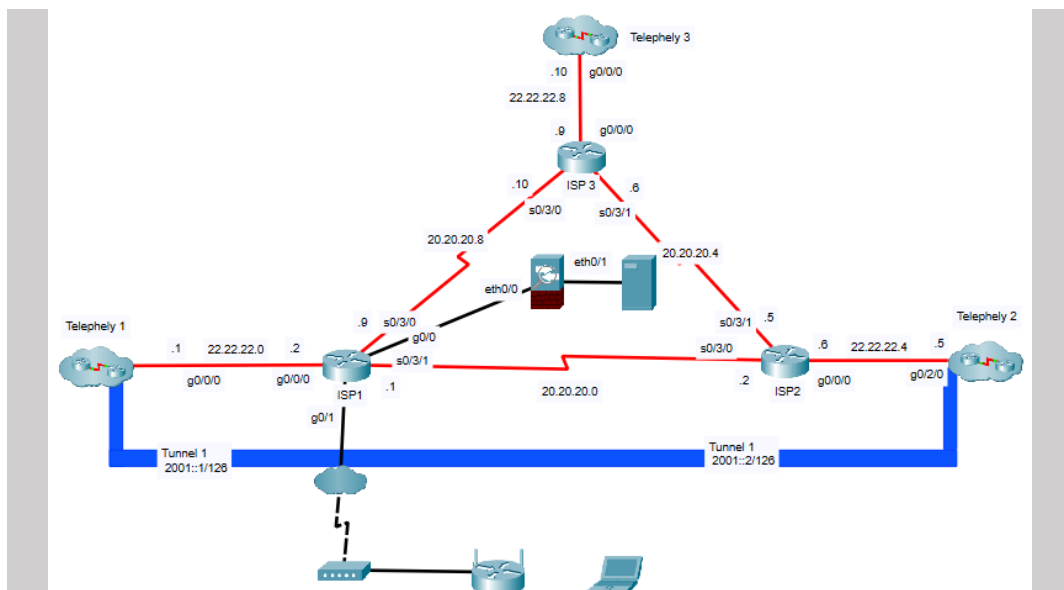 Telephely 3
.10 g0/0/0
22.22.22.8
.9 g0/0/0
ISP 3
.10 .6
s0/3/0 s0/3/1
20.20.20.8 20.20.20.4
eth0/1
eth0/0
Telephely 1 .9 s0/3/0 g0/0 s0/3/1 .5 Telephely 2
.1 22.22.22.0 .2 s0/3/1 s0/3/0 .6 22.22.22.4 .5
g0/0/0 g0/0/0 ISP1 .1 20.20.20.0 .2 ISP2 g0/0/0 g0/2/0
g0/1
Tunnel 1 Tunnel 1
2001::1/126 2001::2/126